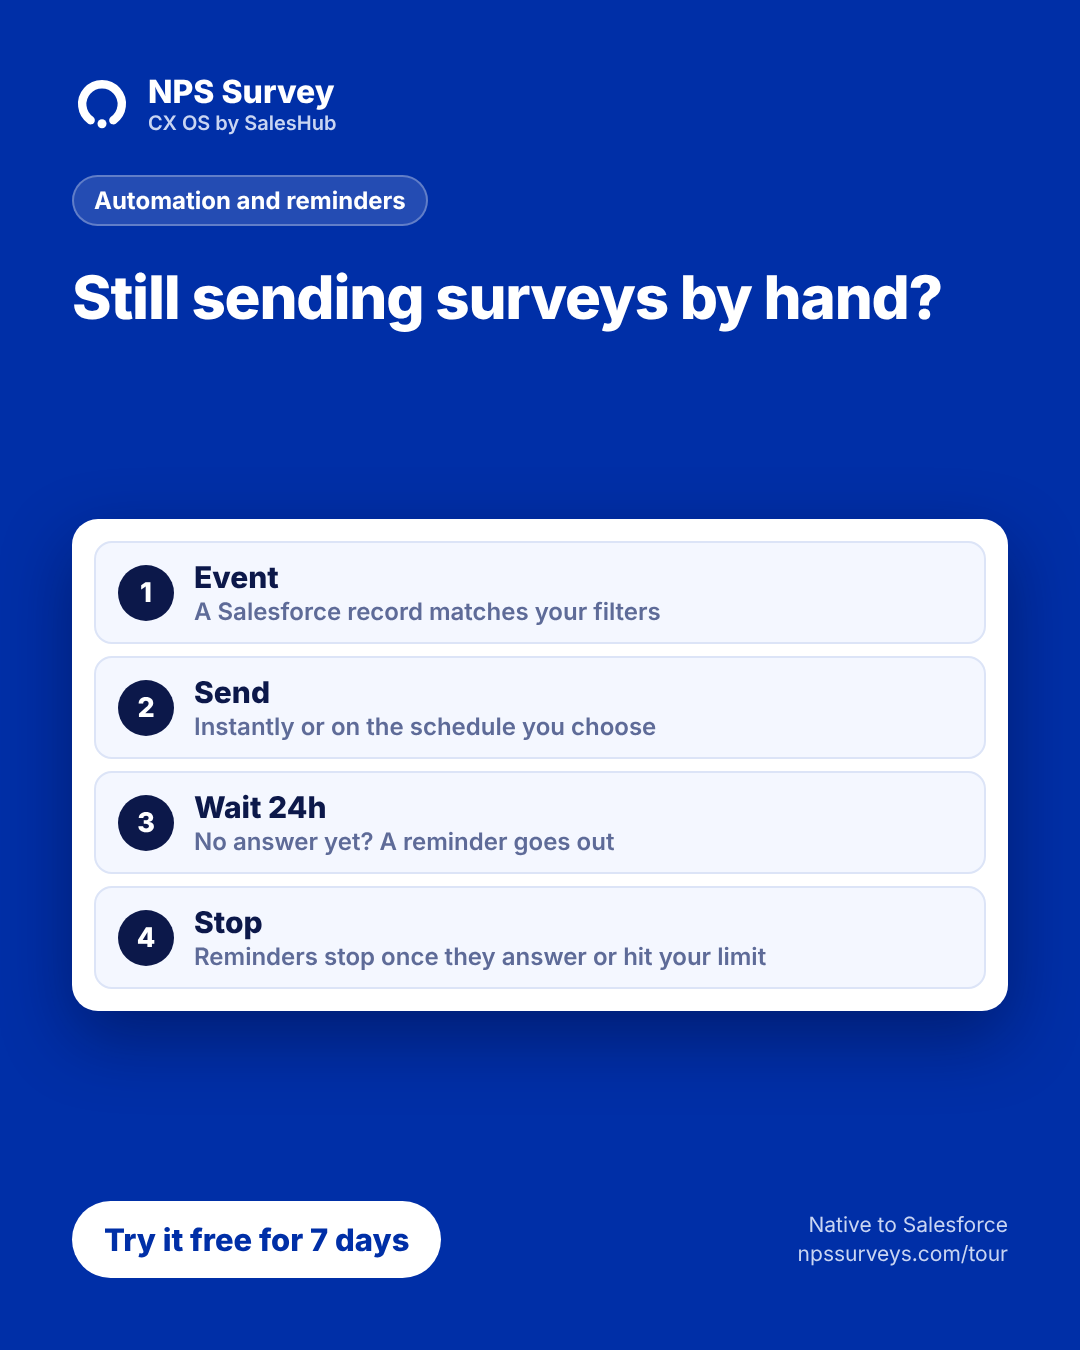 NPS Survey
CX OS by SalesHub
Automation and reminders
Still sending surveys by hand?
1
Event
A Salesforce record matches your filters
2
Send
Instantly or on the schedule you choose
3
Wait 24h
No answer yet? A reminder goes out
4
Stop
Reminders stop once they answer or hit your limit
Try it free for 7 days
Native to Salesforce
npssurveys.com/tour